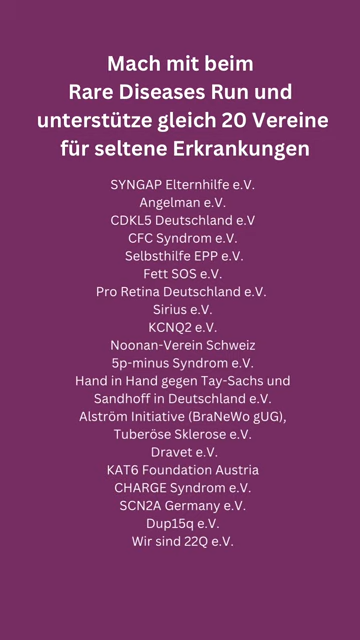 Mach mit beim
Rare Diseases Run und
unterstütze gleich 20 Vereine
für seltene Erkrankungen
SYNGAP Elternhilfe e.V.
Angelman e.V.
CDKL5 Deutschland e.V
CFC Syndrom e.V.
Selbsthilfe EPP e.V.
Fett SOS e.V.
Pro Retina Deutschland e.V.
Sirius e.V.
KCNQ2 e.V.
Noonan-Verein Schweiz
5p-minus Syndrom e.V.
Hand in Hand gegen Tay-Sachs und
Sandhoff in Deutschland e.V.
Alström Initiative (BraNeWo gUG),
Tuberöse Sklerose e.V.
Dravet e.V.
KAT6 Foundation Austria
CHARGE Syndrom e.V.
SCN2A Germany e.V.
Dup15q e.V.
Wir sind 22Q e.V.